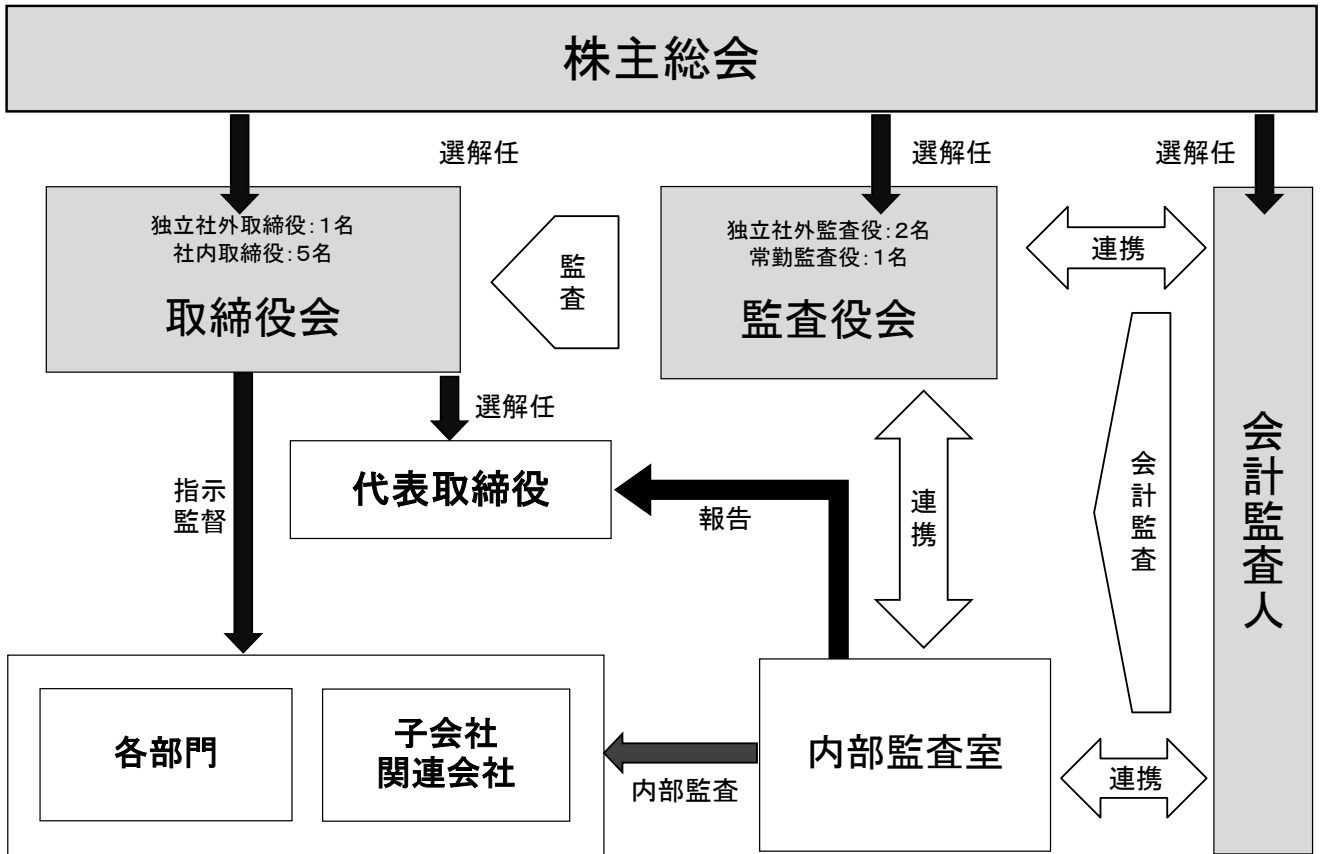 株主総会
選解任
選解任
選解任
独立社外取締役：1名
社内取締役：5名
取締役会
監査
独立社外監査役：2名
常勤監査役：1名
監査役会
連携
選解任
代表取締役
指示
監督
報告
連携
会計監査
会計監査人
各部門
子会社
関連会社
内部監査
内部監査室
連携